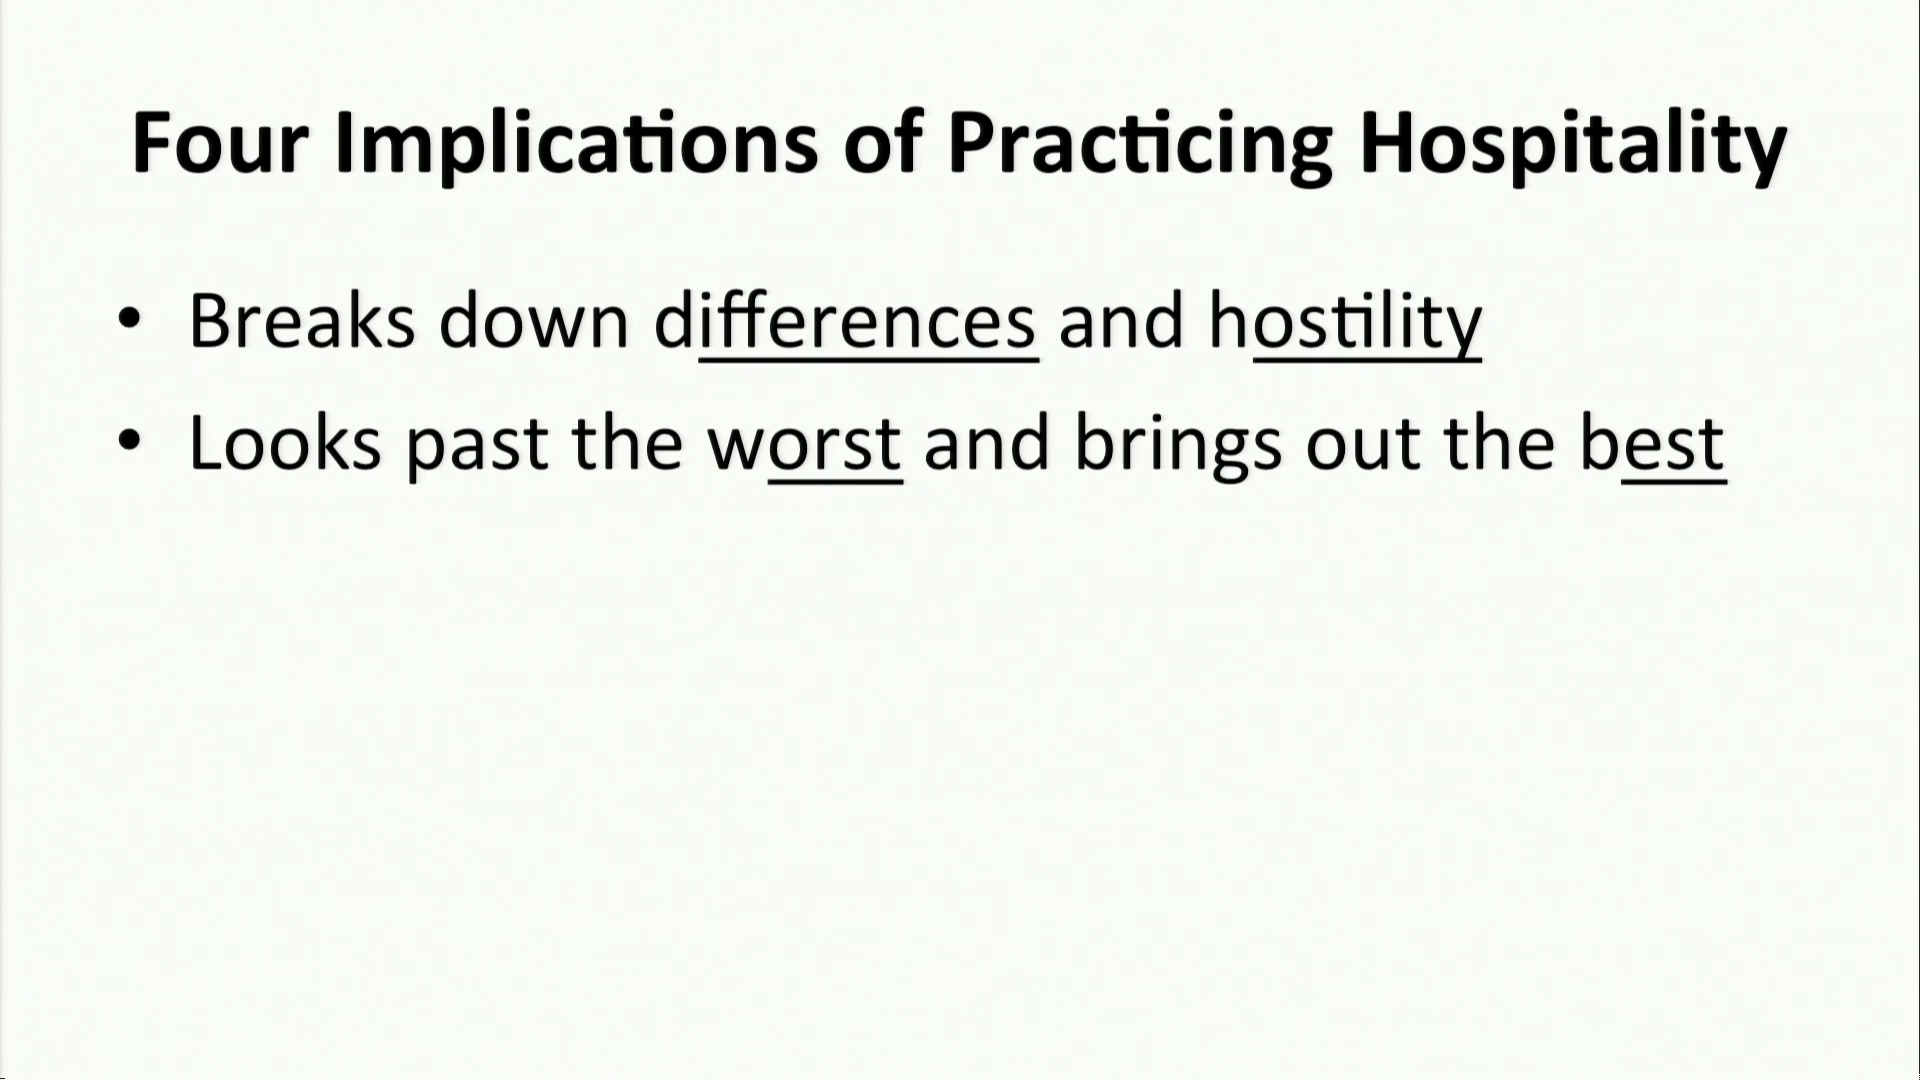 Four Implications of Practicing Hospitality
• Breaks down differences and hostility
• Looks past the worst and brings out the best